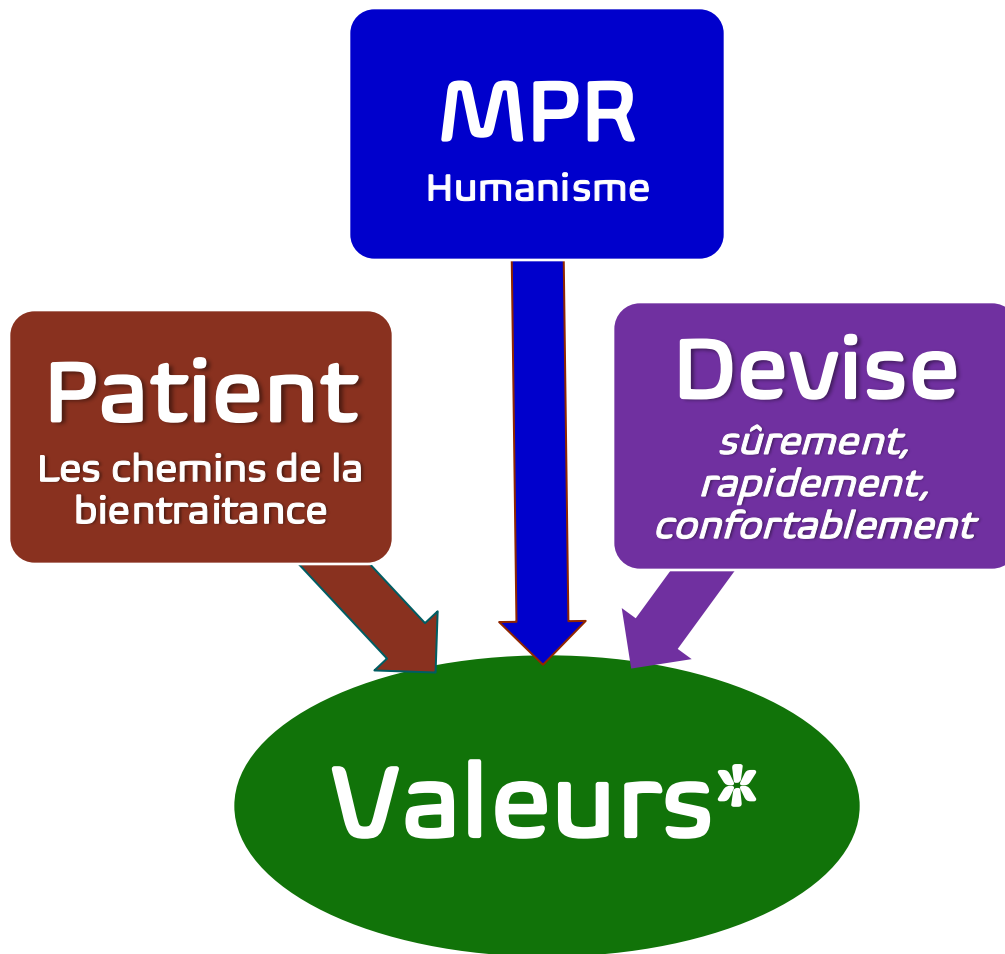 MPR
Humanisme
Patient
Les chemins de la
bientraitance
Devise
sûrement,
rapidement,
confortablement
Valeurs*